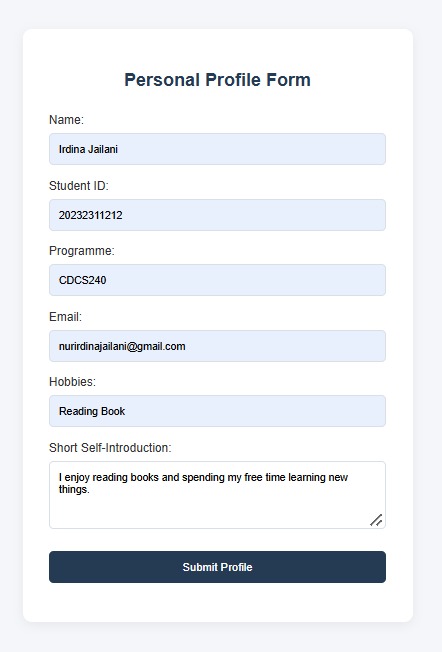 Personal Profile Form
Name:
Irdina Jailani
Student ID:
20232311212
Programme:
CDCS240
Email:
nurirdinajailani@gmail.com
Hobbies:
Reading Book
Short Self-Introduction:
I enjoy reading books and spending my free time learning new
things.
Submit Profile